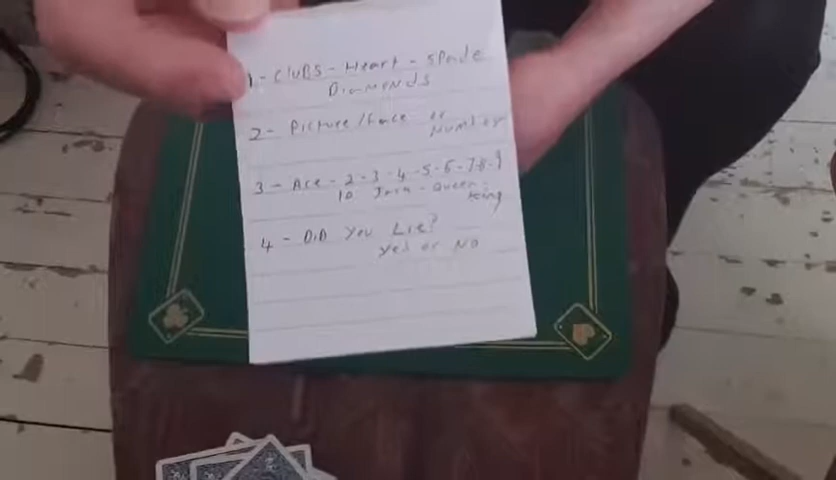 1 - Clubs - Heart - Spade
Diamonds
2 - Picture/Face or
Number
3 - Ace - 2 - 3 - 4 - 5 - 6 - 7 - 8 - 9
10 Jack - Queen -
King
4 - DiD You Lie?
yes or No